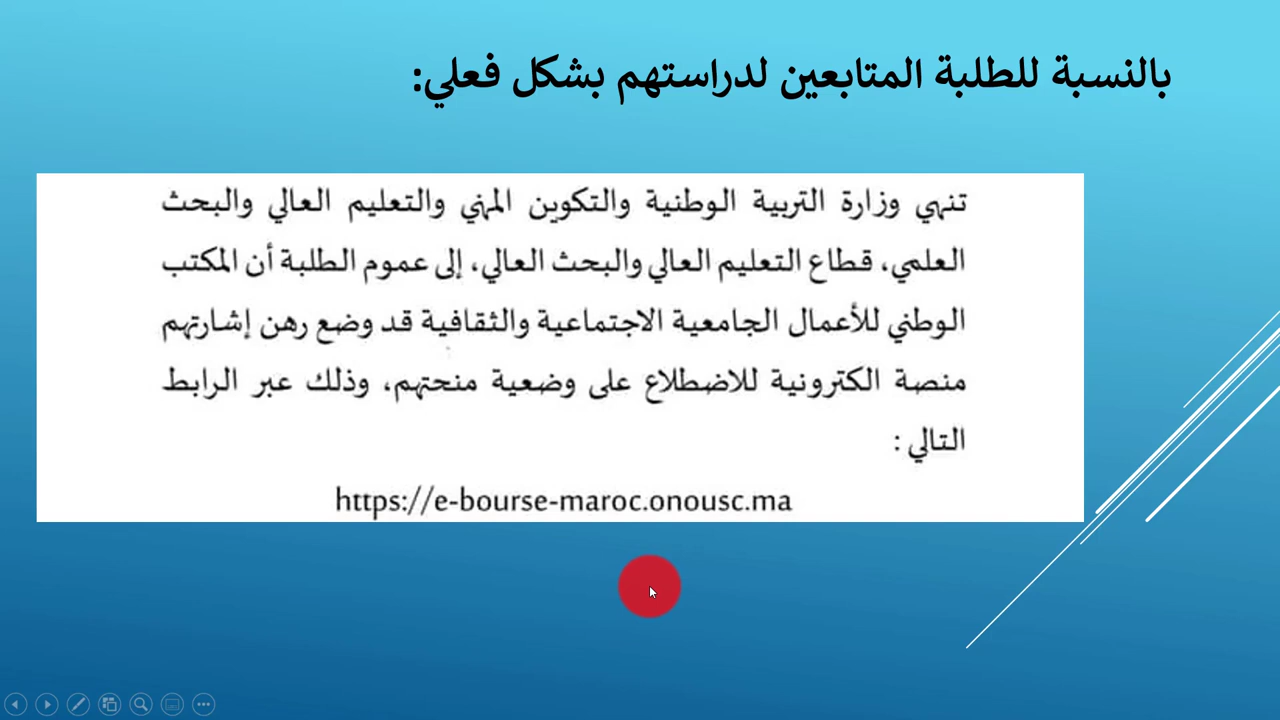 بالنسبة للطلبة المتابعين لدراستهم بشكل فعلي:
تنهي وزارة التربية الوطنية والتكوين المهني والتعليم العالي والبحث
العلمي، قطاع التعليم العالي والبحث العالي، إلى عموم الطلبة أن المكتب
الوطني للأعمال الجامعية الاجتماعية والثقافية قد وضع رهن إشارتهم
منصة الكترونية للاضطلاع على وضعية منحتهم، وذلك عبر الرابط
التالي :
https://e-bourse-maroc.onousc.ma